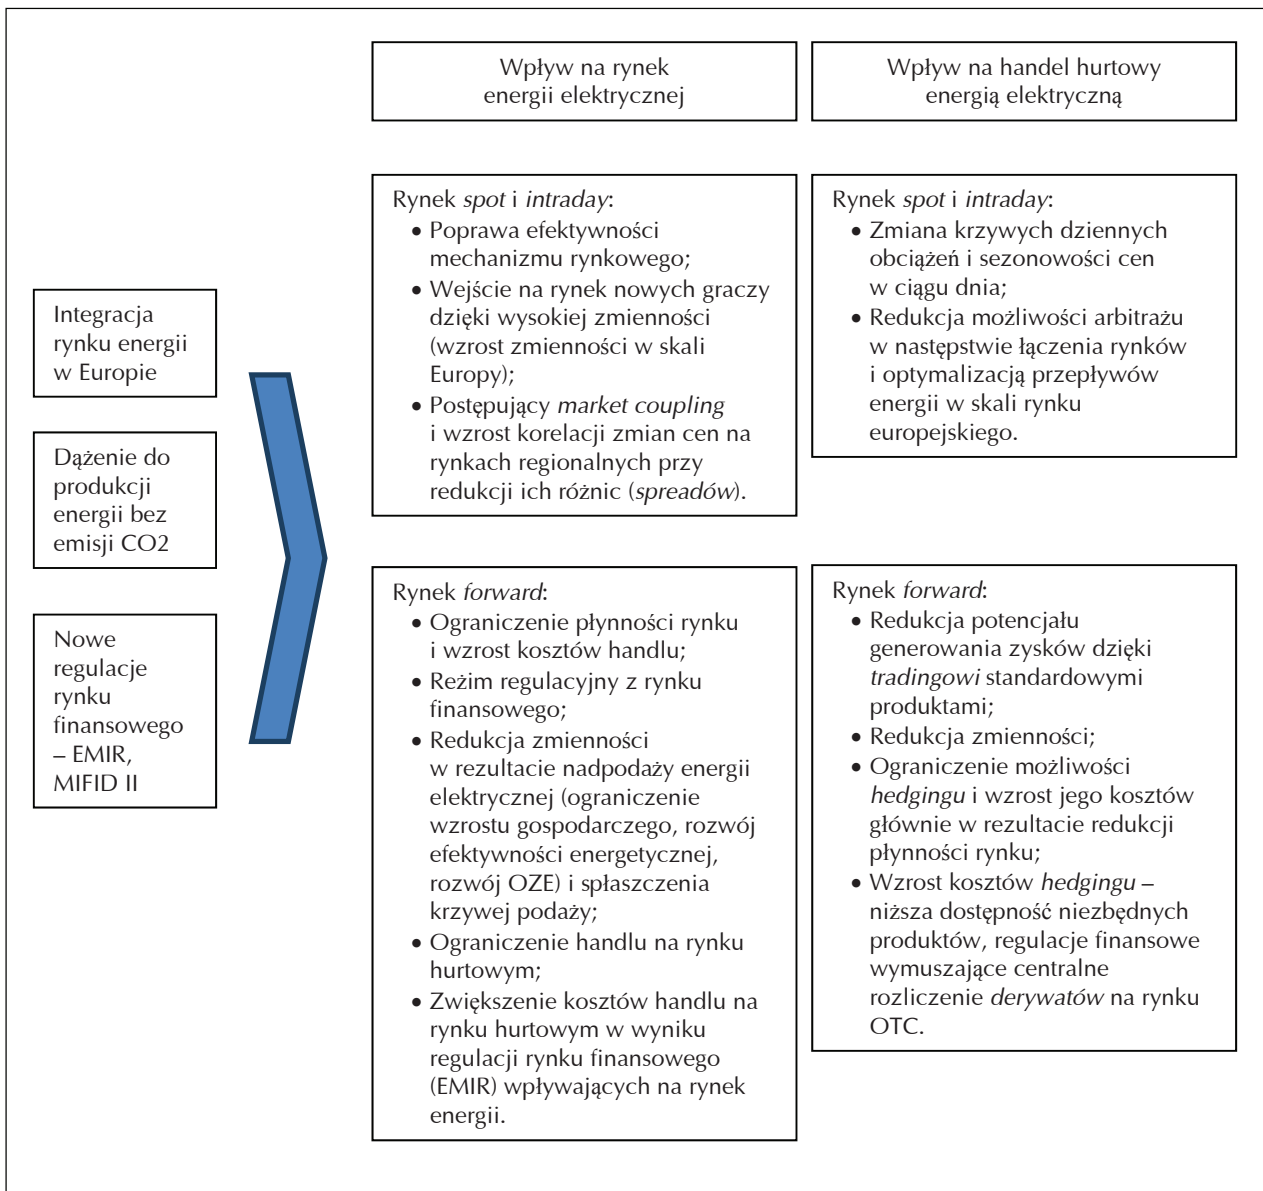 Wpływ na rynek
energii elektrycznej
Wpływ na handel hurtowy
energią elektryczną
Integracja
rynku energii
w Europie
Dążenie do
produkcji
energii bez
emisji CO2
Nowe
regulacje
rynku
finansowego
– EMIR,
MIFID II
Rynek spot i intraday:
• Poprawa efektywności
mechanizmu rynkowego;
• Wejście na rynek nowych graczy
dzięki wysokiej zmienności
(wzrost zmienności w skali
Europy);
• Postępujący market coupling
i wzrost korelacji zmian cen na
rynkach regionalnych przy
redukcji ich różnic (spreadów).
Rynek spot i intraday:
• Zmiana krzywych dziennych
obciążeń i sezonowości cen
w ciągu dnia;
• Redukcja możliwości arbitrażu
w następstwie łączenia rynków
i optymalizacją przepływów
energii w skali rynku
europejskiego.
Rynek forward:
• Ograniczenie płynności rynku
i wzrost kosztów handlu;
• Reżim regulacyjny z rynku
finansowego;
• Redukcja zmienności
w rezultacie nadpodaży energii
elektrycznej (ograniczenie
wzrostu gospodarczego, rozwój
efektywności energetycznej,
rozwój OZE) i spłaszczenia
krzywej podaży;
• Ograniczenie handlu na rynku
hurtowym;
• Zwiększenie kosztów handlu na
rynku hurtowym w wyniku
regulacji rynku finansowego
(EMIR) wpływających na rynek
energii.
Rynek forward:
• Redukcja potencjału
generowania zysków dzięki
tradingowi standardowymi
produktami;
• Redukcja zmienności;
• Ograniczenie możliwości
hedgingu i wzrost jego kosztów
głównie w rezultacie redukcji
płynności rynku;
• Wzrost kosztów hedgingu –
niższa dostępność niezbędnych
produktów, regulacje finansowe
wymuszające centralne
rozliczenie derywatów na rynku
OTC.